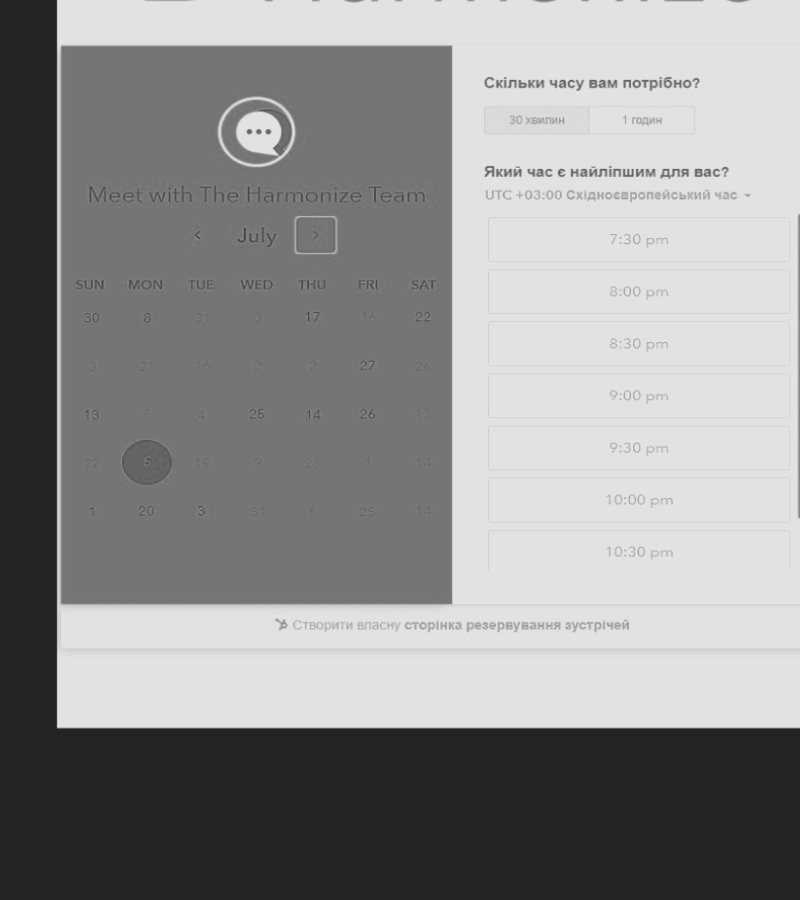 Meet with The Harmonize Team
July
SUN MON TUE WED THU FRI SAT
30 8 31 3 17 16 22
3 21 16 2 2 27 26
13 8 4 25 14 26 13
22 5 19 9 28 1 14
1 20 3 31 6 25 14
Скільки часу вам потрібно?
30 хвилин 1 годин
Який час є найліпшим для вас?
UTC +03:00 Східноєвропейський час
7:30 pm
8:00 pm
8:30 pm
9:00 pm
9:30 pm
10:00 pm
10:30 pm
Створити власну сторінка резервування зустрічей